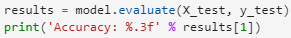 results = model.evaluate(X_test, y_test)
print('Accuracy: %.3f' % results[1])